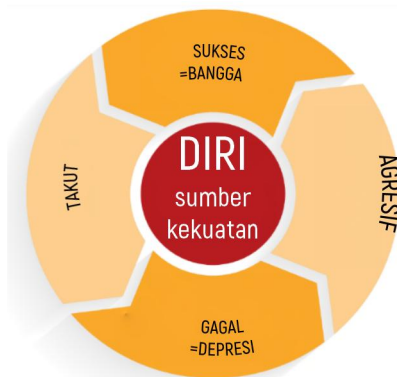 SUKSES
=BANGGA
DIRI
sumber
kekuatan
TAKUT
AGRESIF
GAGAL
=DEPRESI